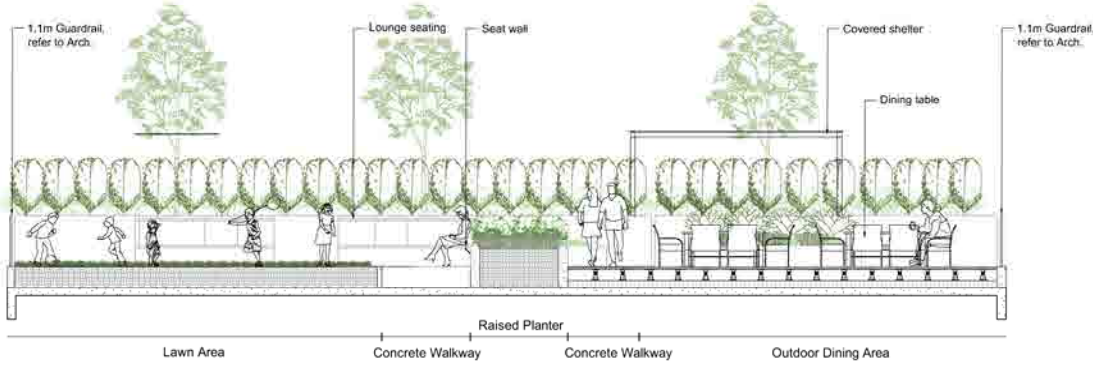 1.1m Guardrail,
refer to Arch.
Lounge seating
Seat wall
Covered shelter
1.1m Guardrail,
refer to Arch.
Dining table
Raised Planter
Lawn Area
Concrete Walkway
Concrete Walkway
Outdoor Dining Area